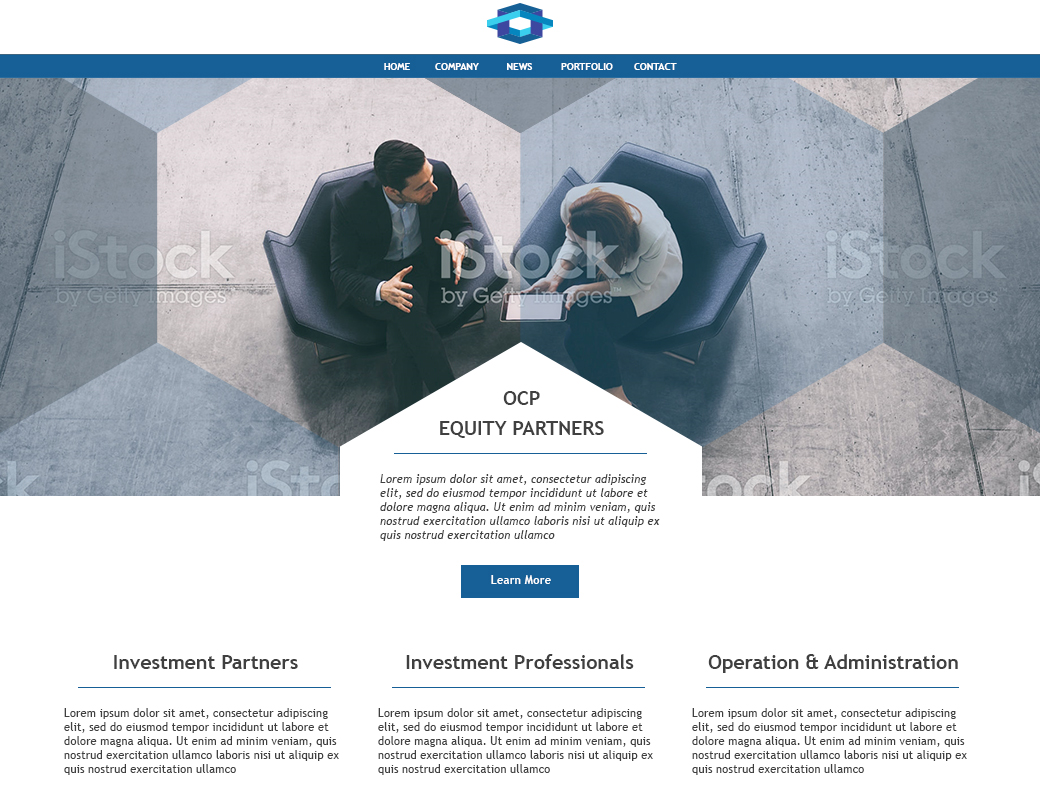 HOME COMPANY NEWS PORTFOLIO CONTACT
iStock iStock iStock
by Getty Images by Getty Images™ by Getty Images
OCP
EQUITY PARTNERS
Lorem ipsum dolor sit amet, consectetur adipiscing
elit, sed do eiusmod tempor incididunt ut labore et
dolore magna aliqua. Ut enim ad minim veniam, quis
nostrud exercitation ullamco laboris nisi ut aliquip ex
quis nostrud exercitation ullamco
Learn More
Investment Partners
Lorem ipsum dolor sit amet, consectetur adipiscing
elit, sed do eiusmod tempor incididunt ut labore et
dolore magna aliqua. Ut enim ad minim veniam, quis
nostrud exercitation ullamco laboris nisi ut aliquip ex
quis nostrud exercitation ullamco
Investment Professionals
Lorem ipsum dolor sit amet, consectetur adipiscing
elit, sed do eiusmod tempor incididunt ut labore et
dolore magna aliqua. Ut enim ad minim veniam, quis
nostrud exercitation ullamco laboris nisi ut aliquip ex
quis nostrud exercitation ullamco
Operation & Administration
Lorem ipsum dolor sit amet, consectetur adipiscing
elit, sed do eiusmod tempor incididunt ut labore et
dolore magna aliqua. Ut enim ad minim veniam, quis
nostrud exercitation ullamco laboris nisi ut aliquip ex
quis nostrud exercitation ullamco